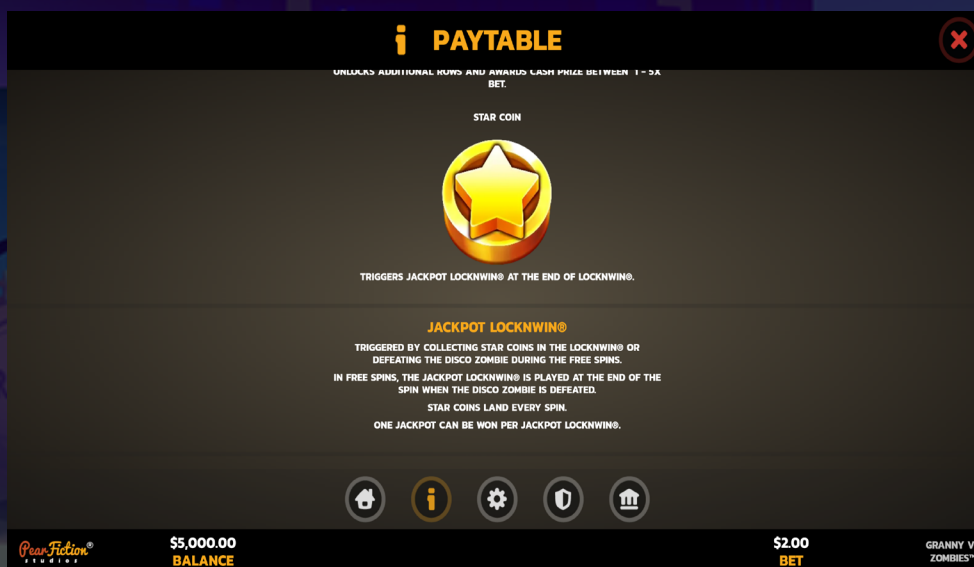 PAYTABLE
UNLOCKS ADDITIONAL ROWS AND AWARDS CASH PRIZE BETWEEN 1 - 5X
BET.
STAR COIN
TRIGGERS JACKPOT LOCKNWIN® AT THE END OF LOCKNWIN®.
JACKPOT LOCKNWIN®
TRIGGERED BY COLLECTING STAR COINS IN THE LOCKNWIN® OR
DEFEATING THE DISCO ZOMBIE DURING THE FREE SPINS.
IN FREE SPINS, THE JACKPOT LOCKNWIN® IS PLAYED AT THE END OF THE
SPIN WHEN THE DISCO ZOMBIE IS DEFEATED.
STAR COINS LAND EVERY SPIN.
ONE JACKPOT CAN BE WON PER JACKPOT LOCKNWIN®.
PearFiction®
studios
$5,000.00
BALANCE
$2.00
BET
GRANNY V
ZOMBIES™